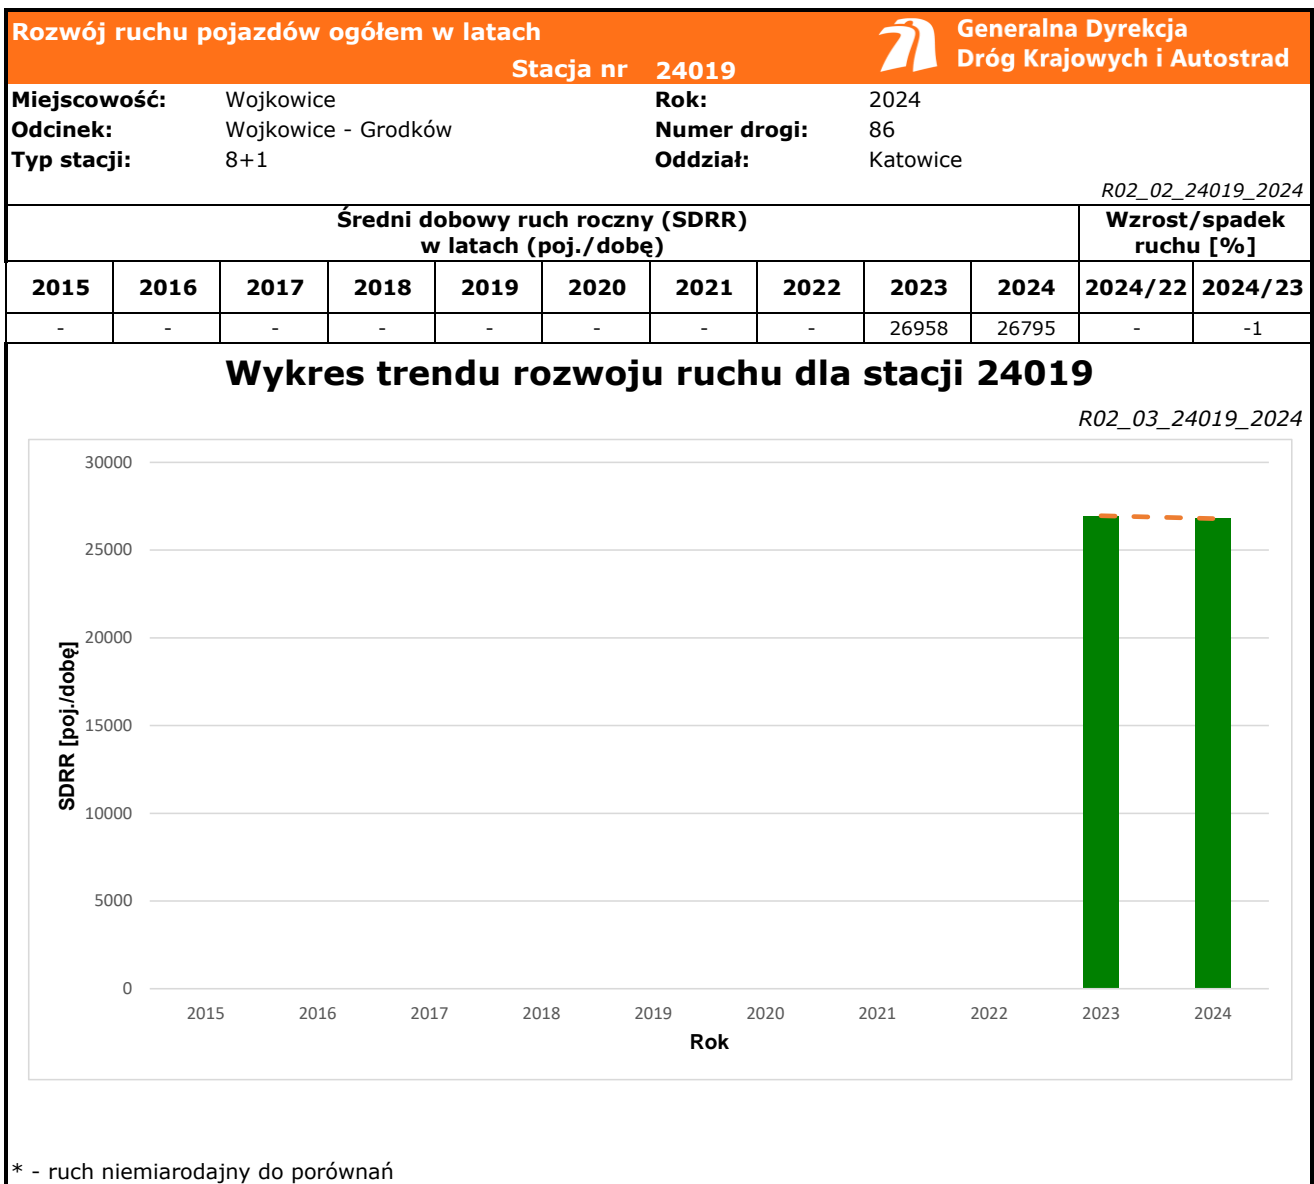 Rozwój ruchu pojazdów ogółem w latach
Generalna Dyrekcja
Dróg Krajowych i Autostrad
Stacja nr 24019
Miejscowość: Wojkowice Rok: 2024
Odcinek: Wojkowice - Grodków Numer drogi: 86
Typ stacji: 8+1 Oddział: Katowice
R02_02_24019_2024
Średni dobowy ruch roczny (SDRR)
w latach (poj./dobę)
Wzrost/spadek
ruchu [%]
2015 2016 2017 2018 2019 2020 2021 2022 2023 2024 2024/22 2024/23
- - - - - - - - 26958 26795 - -1
Wykres trendu rozwoju ruchu dla stacji 24019
R02_03_24019_2024
30000
25000
20000
15000
10000
5000
0
SDRR [poj./dobę]
2015 2016 2017 2018 2019 2020 2021 2022 2023 2024
Rok
* - ruch niemiarodajny do porównań